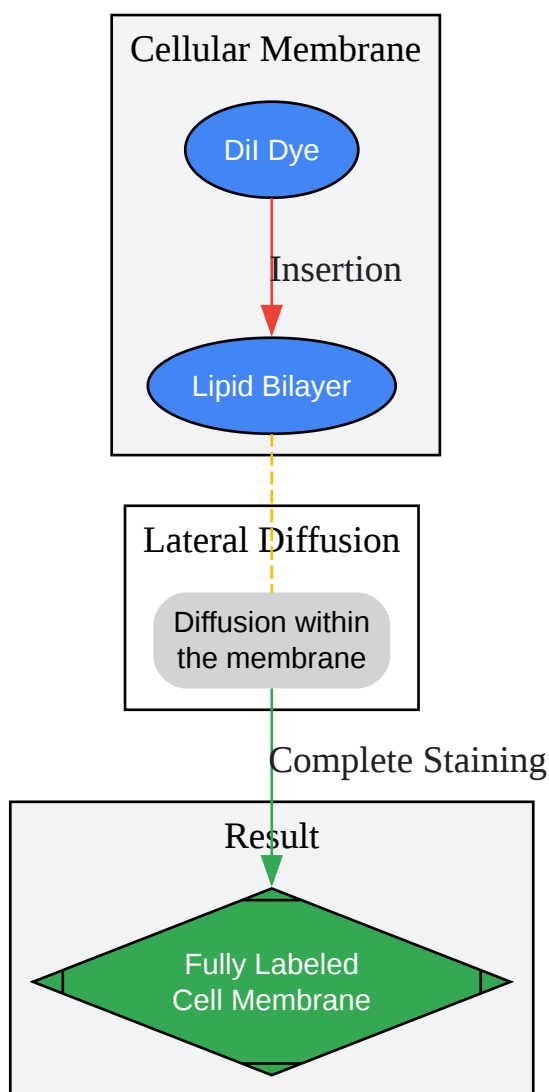 Cellular Membrane
DiI Dye
Insertion
Lipid Bilayer
Lateral Diffusion
Diffusion within
the membrane
Complete Staining
Result
Fully Labeled
Cell Membrane